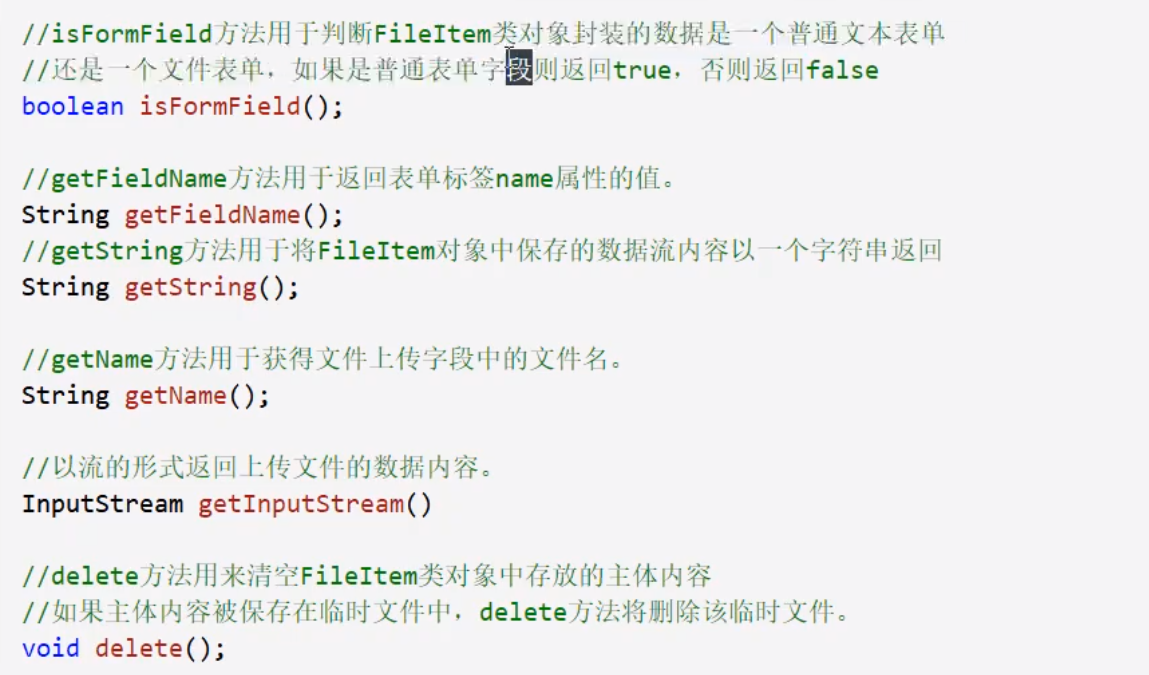 //isFormField方法用于判断FileItem类对象封装的数据是一个普通文本表单
//还是一个文件表单，如果是普通表单字段则返回true，否则返回false
boolean isFormField();
//getFieldName方法用于返回表单标签name属性的值。
String getFieldName();
//getString方法用于将FileItem对象中保存的数据流内容以一个字符串返回
String getString();
//getName方法用于获得文件上传字段中的文件名。
String getName();
//以流的形式返回上传文件的数据内容。
InputStream getInputStream()
//delete方法用来清空FileItem类对象中存放的主体内容
//如果主体内容被保存在临时文件中，delete方法将删除该临时文件。
void delete();